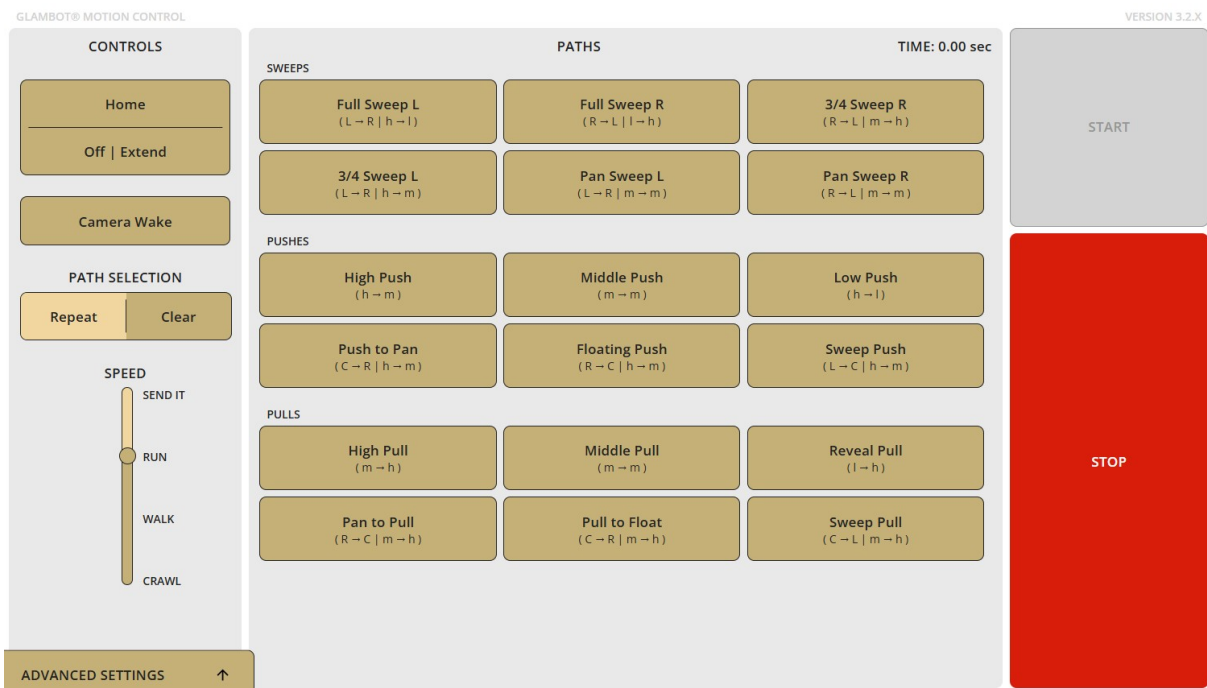 GLAMBOT® MOTION CONTROL
VERSION 3.2.X
CONTROLS
Home
Off | Extend
Camera Wake
PATH SELECTION
Repeat
Clear
SPEED
SEND IT
RUN
WALK
CRAWL
ADVANCED SETTINGS ↑
PATHS
TIME: 0.00 sec
SWEEPS
Full Sweep L
(L→R | h→l)
Full Sweep R
(R→L | l→h)
3/4 Sweep R
(R→L | m→h)
3/4 Sweep L
(L→R | h→m)
Pan Sweep L
(L→R | m→m)
Pan Sweep R
(R→L | m→m)
PUSHES
High Push
(h→m)
Middle Push
(m→m)
Low Push
(h→l)
Push to Pan
(C→R | h→m)
Floating Push
(R→C | h→m)
Sweep Push
(L→C | h→m)
PULLS
High Pull
(m→h)
Middle Pull
(m→m)
Reveal Pull
(l→h)
Pan to Pull
(R→C | m→h)
Pull to Float
(C→R | m→h)
Sweep Pull
(C→L | m→h)
START
STOP